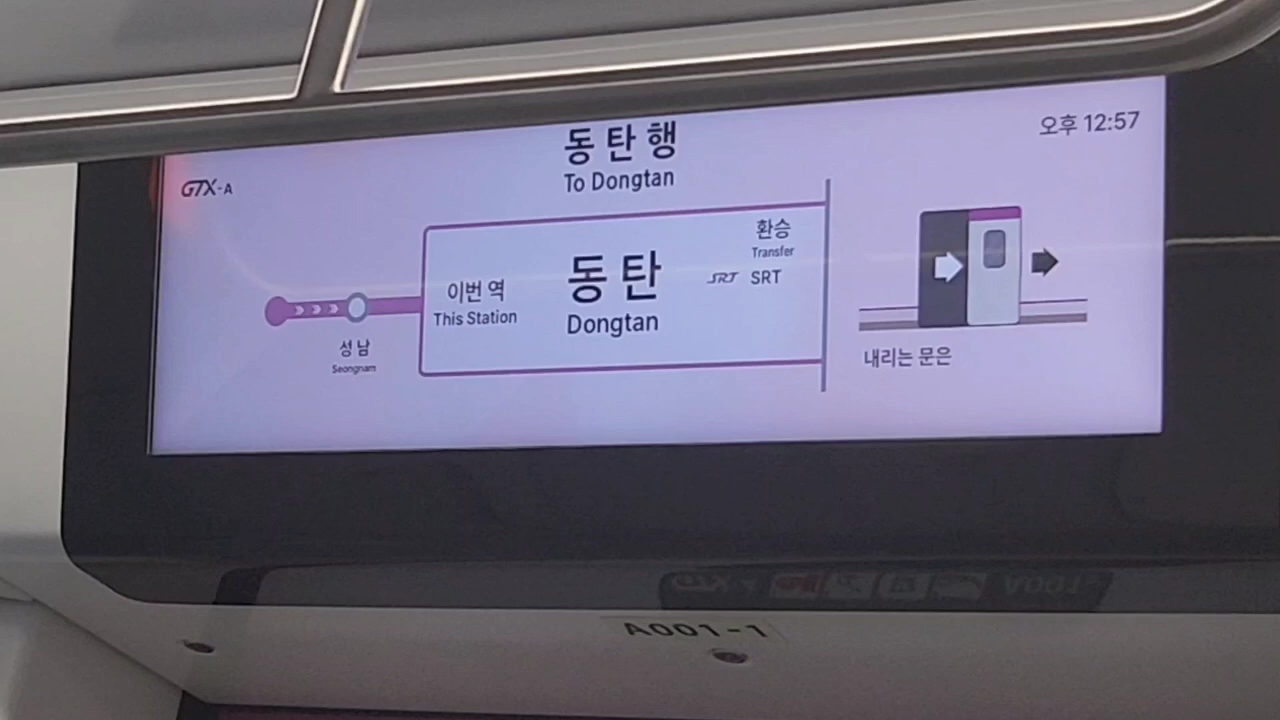 동탄행
To Dongtan
오후 12:57
GTX-A
이번 역
This Station
동탄
Dongtan
환승
Transfer
SRT SRT
성남
Seongnam
내리는 문은
A001-1